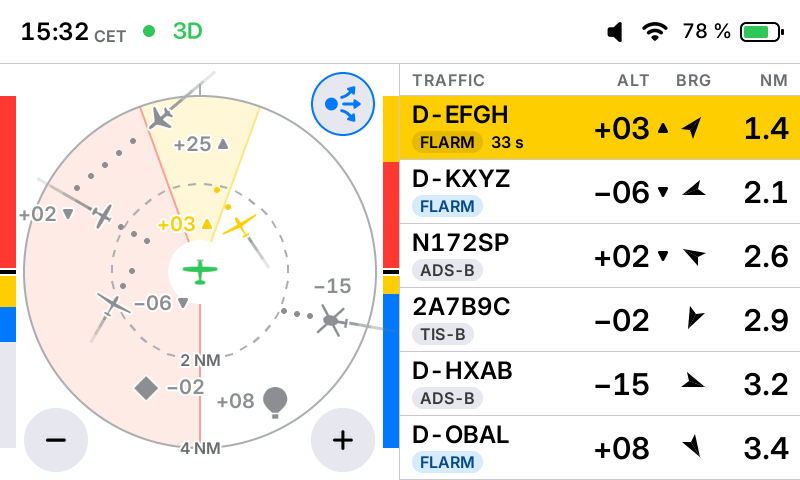 15:32 CET 3D 78 %
TRAFFIC ALT BRG NM
D-EFGH +03 1.4
FLARM 33 s
D-KXYZ −06 2.1
FLARM
N172SP +02 2.6
ADS-B
2A7B9C −02 2.9
TIS-B
D-HXAB −15 3.2
ADS-B
D-OBAL +08 3.4
FLARM
+25
+02
+03
−15
−06
2 NM
−02
+08
− +
4 NM